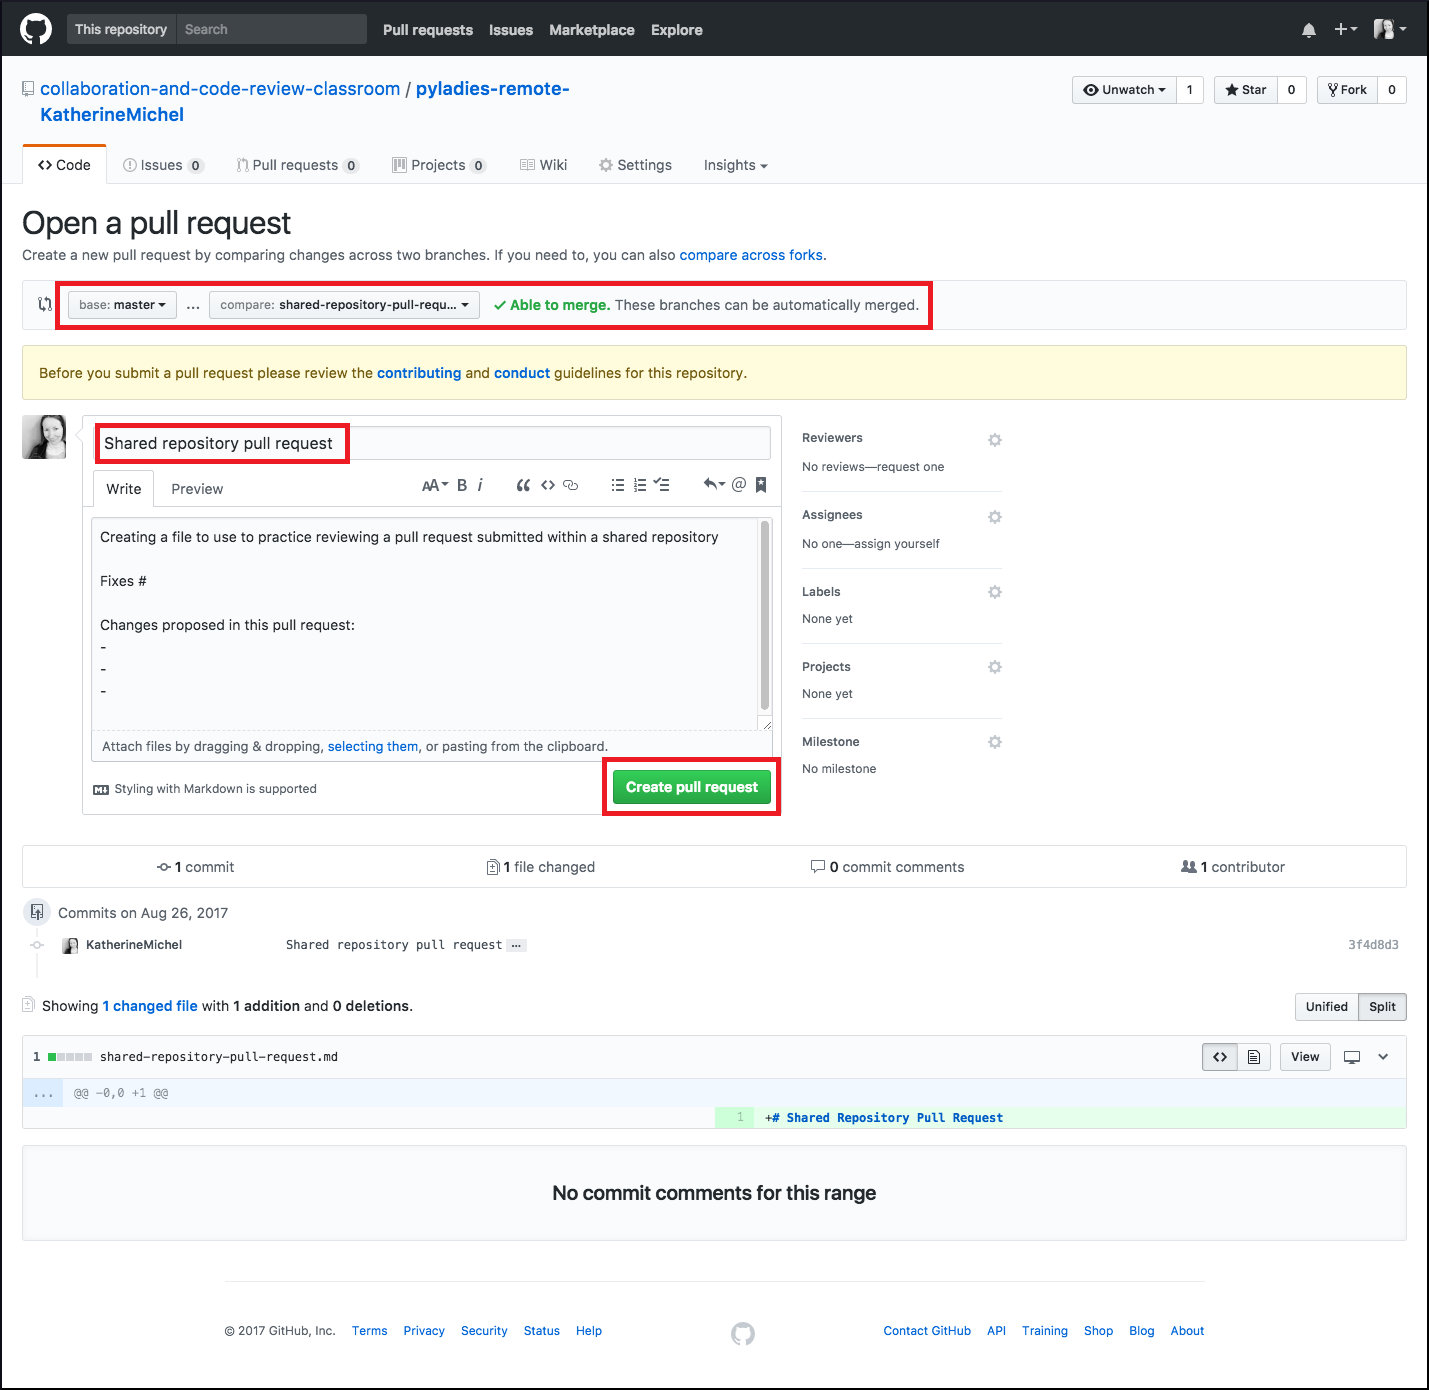 This repository Search Pull requests Issues Marketplace Explore
collaboration-and-code-review-classroom / pyladies-remote-
KatherineMichel
Unwatch 1 Star 0 Fork 0
Code Issues 0 Pull requests 0 Projects 0 Wiki Settings Insights
Open a pull request
Create a new pull request by comparing changes across two branches. If you need to, you can also compare across forks.
base: master ... compare: shared-repository-pull-requ... Able to merge. These branches can be automatically merged.
Before you submit a pull request please review the contributing and conduct guidelines for this repository.
Shared repository pull request
Write Preview AA B i “ <> @
Creating a file to use to practice reviewing a pull request submitted within a shared repository
Fixes #
Changes proposed in this pull request:
-
-
-
Attach files by dragging & dropping, selecting them, or pasting from the clipboard.
Styling with Markdown is supported
Create pull request
Reviewers
No reviews—request one
Assignees
No one—assign yourself
Labels
None yet
Projects
None yet
Milestone
No milestone
1 commit 1 file changed 0 commit comments 1 contributor
Commits on Aug 26, 2017
KatherineMichel Shared repository pull request ... 3f4d8d3
Showing 1 changed file with 1 addition and 0 deletions.
Unified Split
1 shared-repository-pull-request.md <> View
... @@ -0,0 +1 @@
1 +# Shared Repository Pull Request
No commit comments for this range
© 2017 GitHub, Inc. Terms Privacy Security Status Help Contact GitHub API Training Shop Blog About